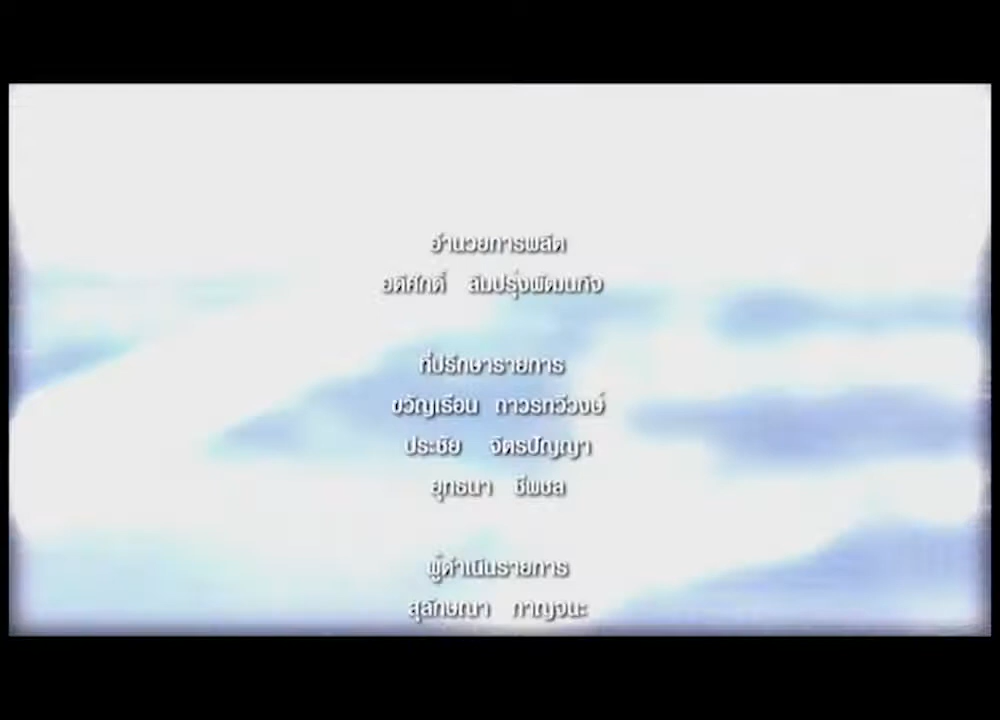 อำนวยการผลิต
อดิศักดิ์ ลิมปรุ่งพัฒนกิจ
ที่ปรึกษารายการ
ขวัญเรือน ถาวรทวีวงษ์
ประชัย จิตรปัญญา
ยุทธนา ชีพชล
ผู้ดำเนินรายการ
สุลักษณา กาญจนะ